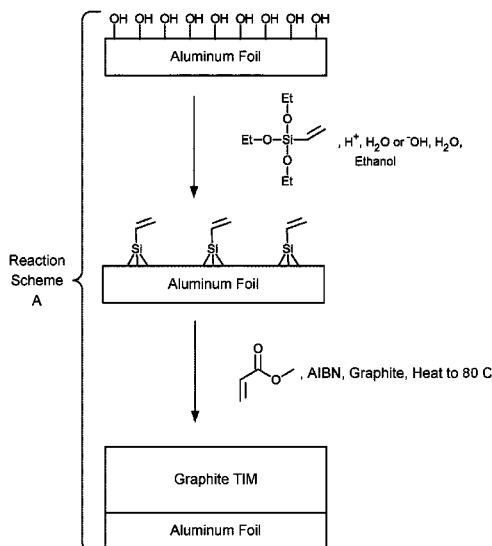 OH OH OH OH OH OH OH OH OH
Aluminum Foil
Et
O
Et-O-Si
O
Et
, H⁺, H₂O or ⁻OH, H₂O,
Ethanol
Si Si Si
Aluminum Foil
Reaction
Scheme
A
O
O
, AIBN, Graphite, Heat to 80 C
Graphite TIM
Aluminum Foil